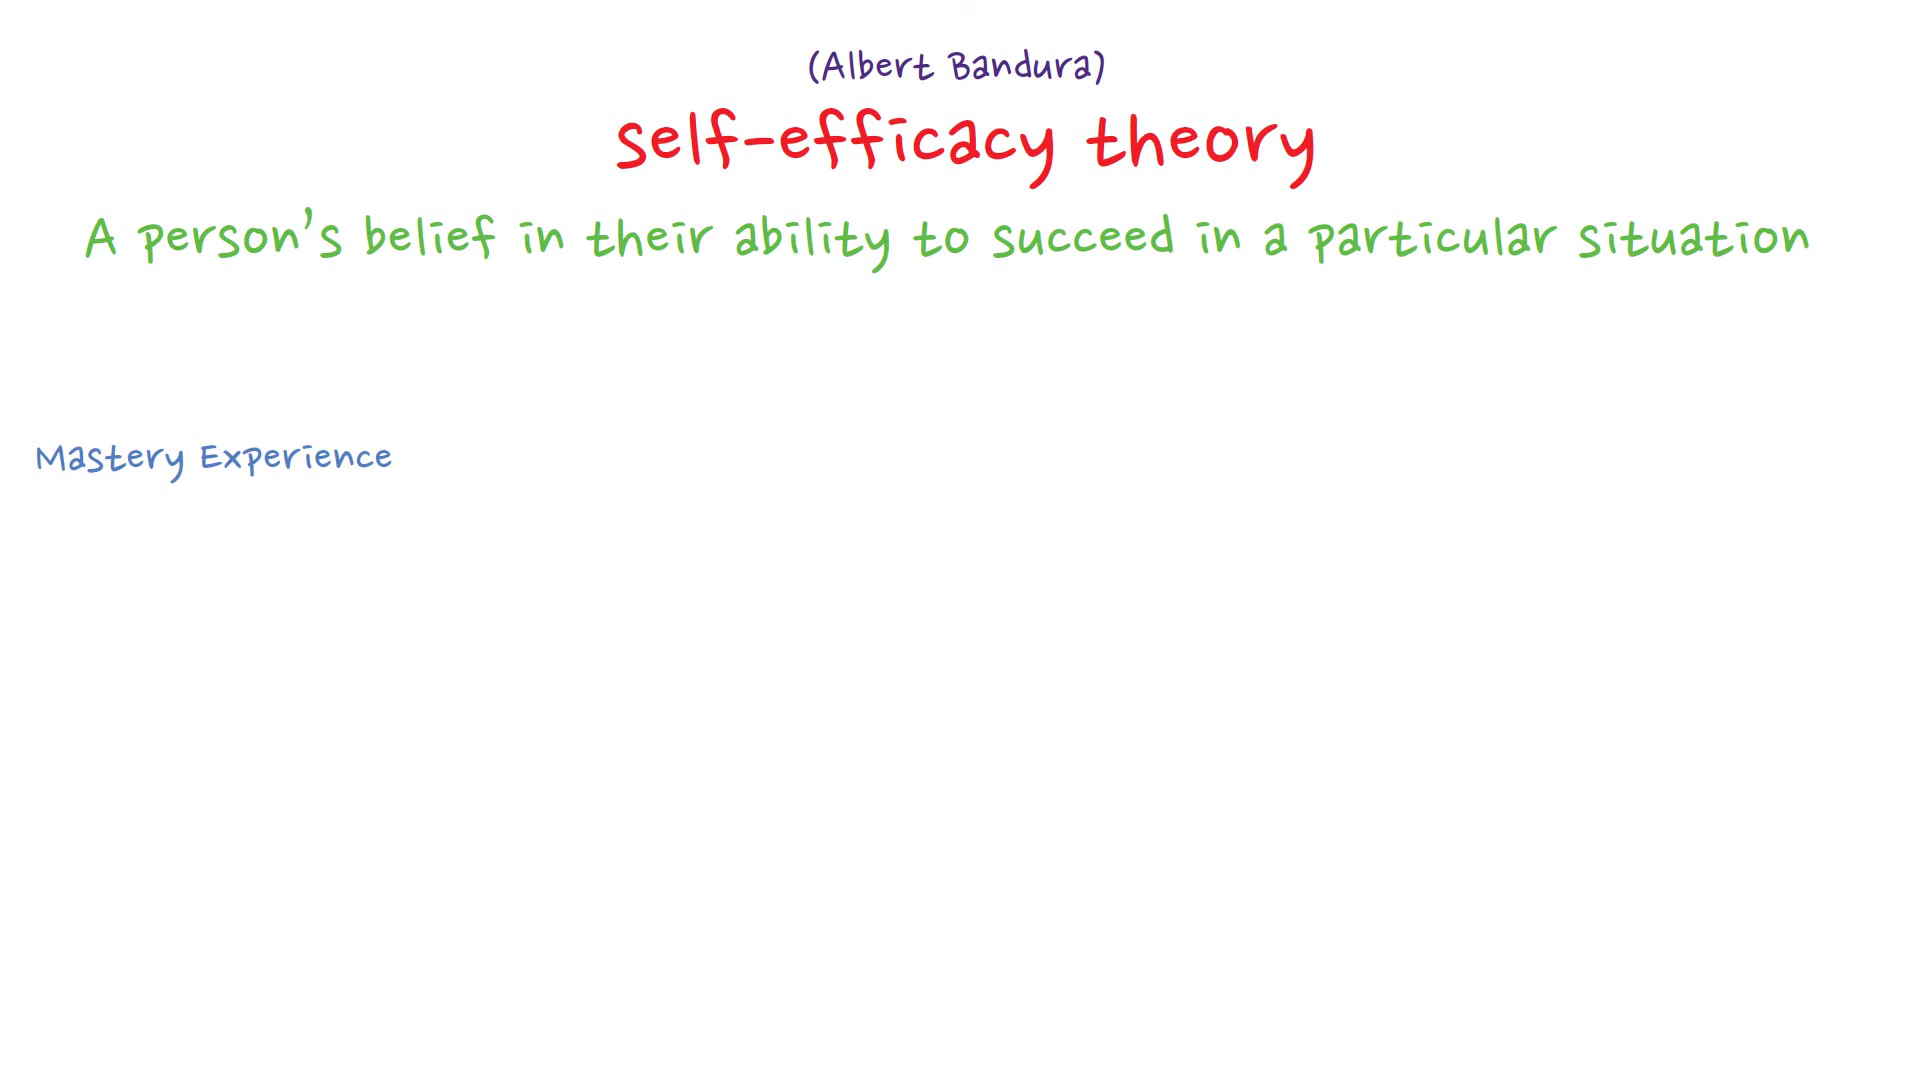 (Albert Bandura)
self-efficacy theory
A person's belief in their ability to succeed in a particular situation
Mastery Experience